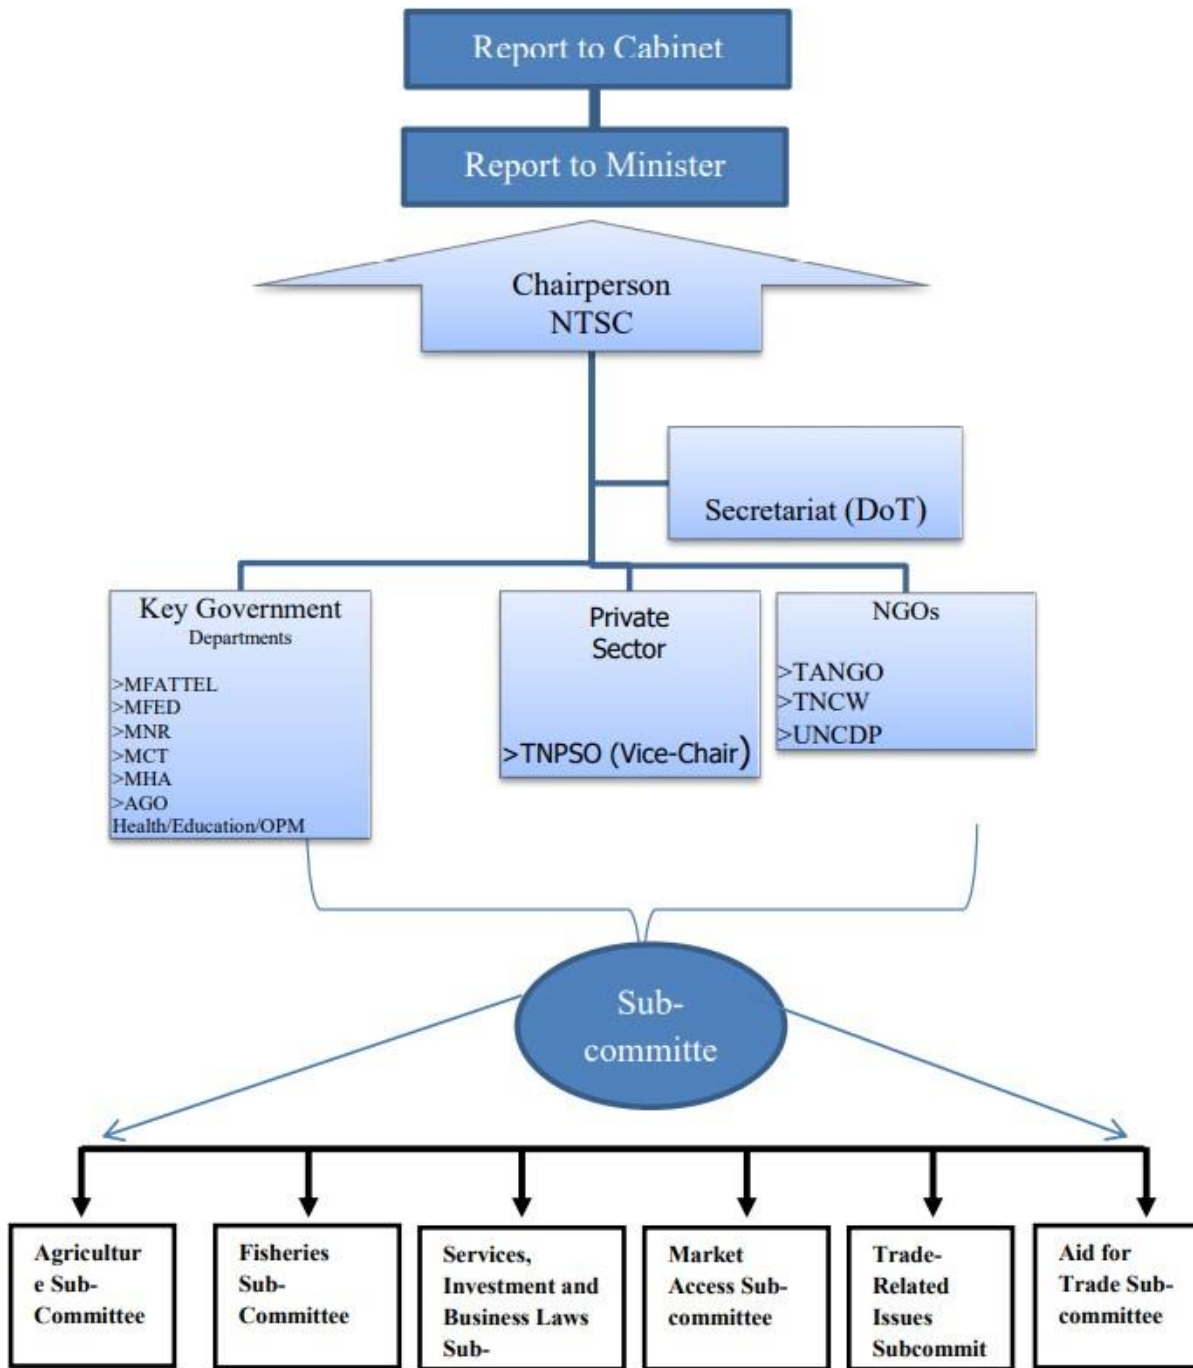 Report to Cabinet
Report to Minister
Chairperson
NTSC
Secretariat (DoT)
Key Government
Departments
>MFATTEL
>MFED
>MNR
>MCT
>MHA
>AGO
Health/Education/OPM
Private
Sector
>TNPSO (Vice-Chair)
NGOs
>TANGO
>TNCW
>UNCDP
Sub-
committe
Agricultur
e Sub-
Committee
Fisheries
Sub-
Committee
Services,
Investment and
Business Laws
Sub-
Market
Access Sub-
committee
Trade-
Related
Issues
Subcommit
Aid for
Trade Sub-
committee